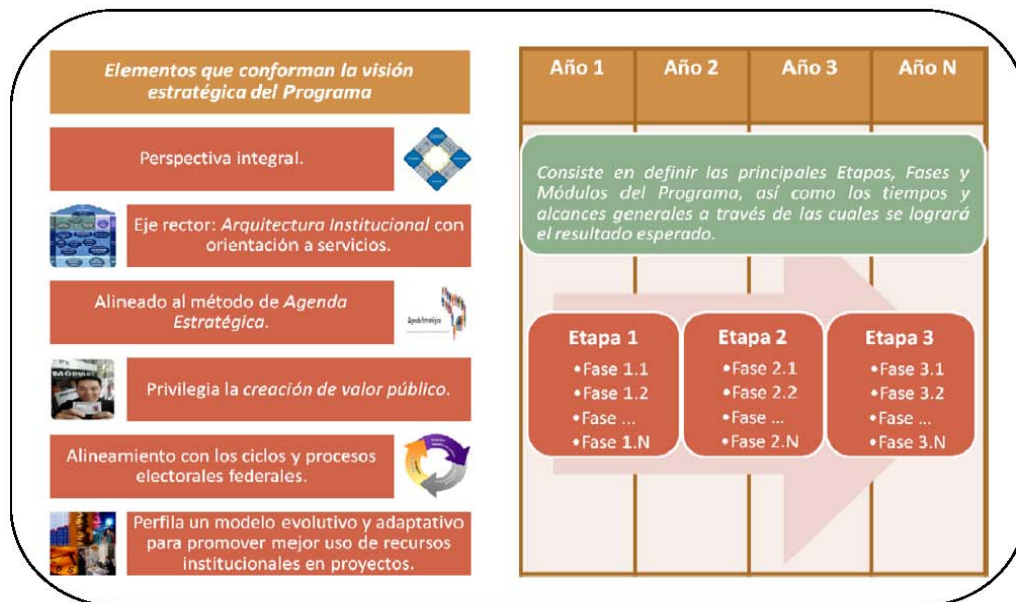 Elementos que conforman la visión
estratégica del Programa
Perspectiva integral.
Eje rector: Arquitectura Institucional con
orientación a servicios.
Alineado al método de Agenda
Estratégica.
Agenda Estratégica
Privilegia la creación de valor público.
Alineamiento con los ciclos y procesos
electorales federales.
Perfila un modelo evolutivo y adaptativo
para promover mejor uso de recursos
institucionales en proyectos.
Año 1
Año 2
Año 3
Año N
Consiste en definir las principales Etapas, Fases y
Módulos del Programa, así como los tiempos y
alcances generales a través de las cuales se logrará
el resultado esperado.
Etapa 1
•Fase 1.1
•Fase 1.2
•Fase ...
•Fase 1.N
Etapa 2
•Fase 2.1
•Fase 2.2
•Fase ...
•Fase 2.N
Etapa 3
•Fase 3.1
•Fase 3.2
•Fase ...
•Fase 3.N